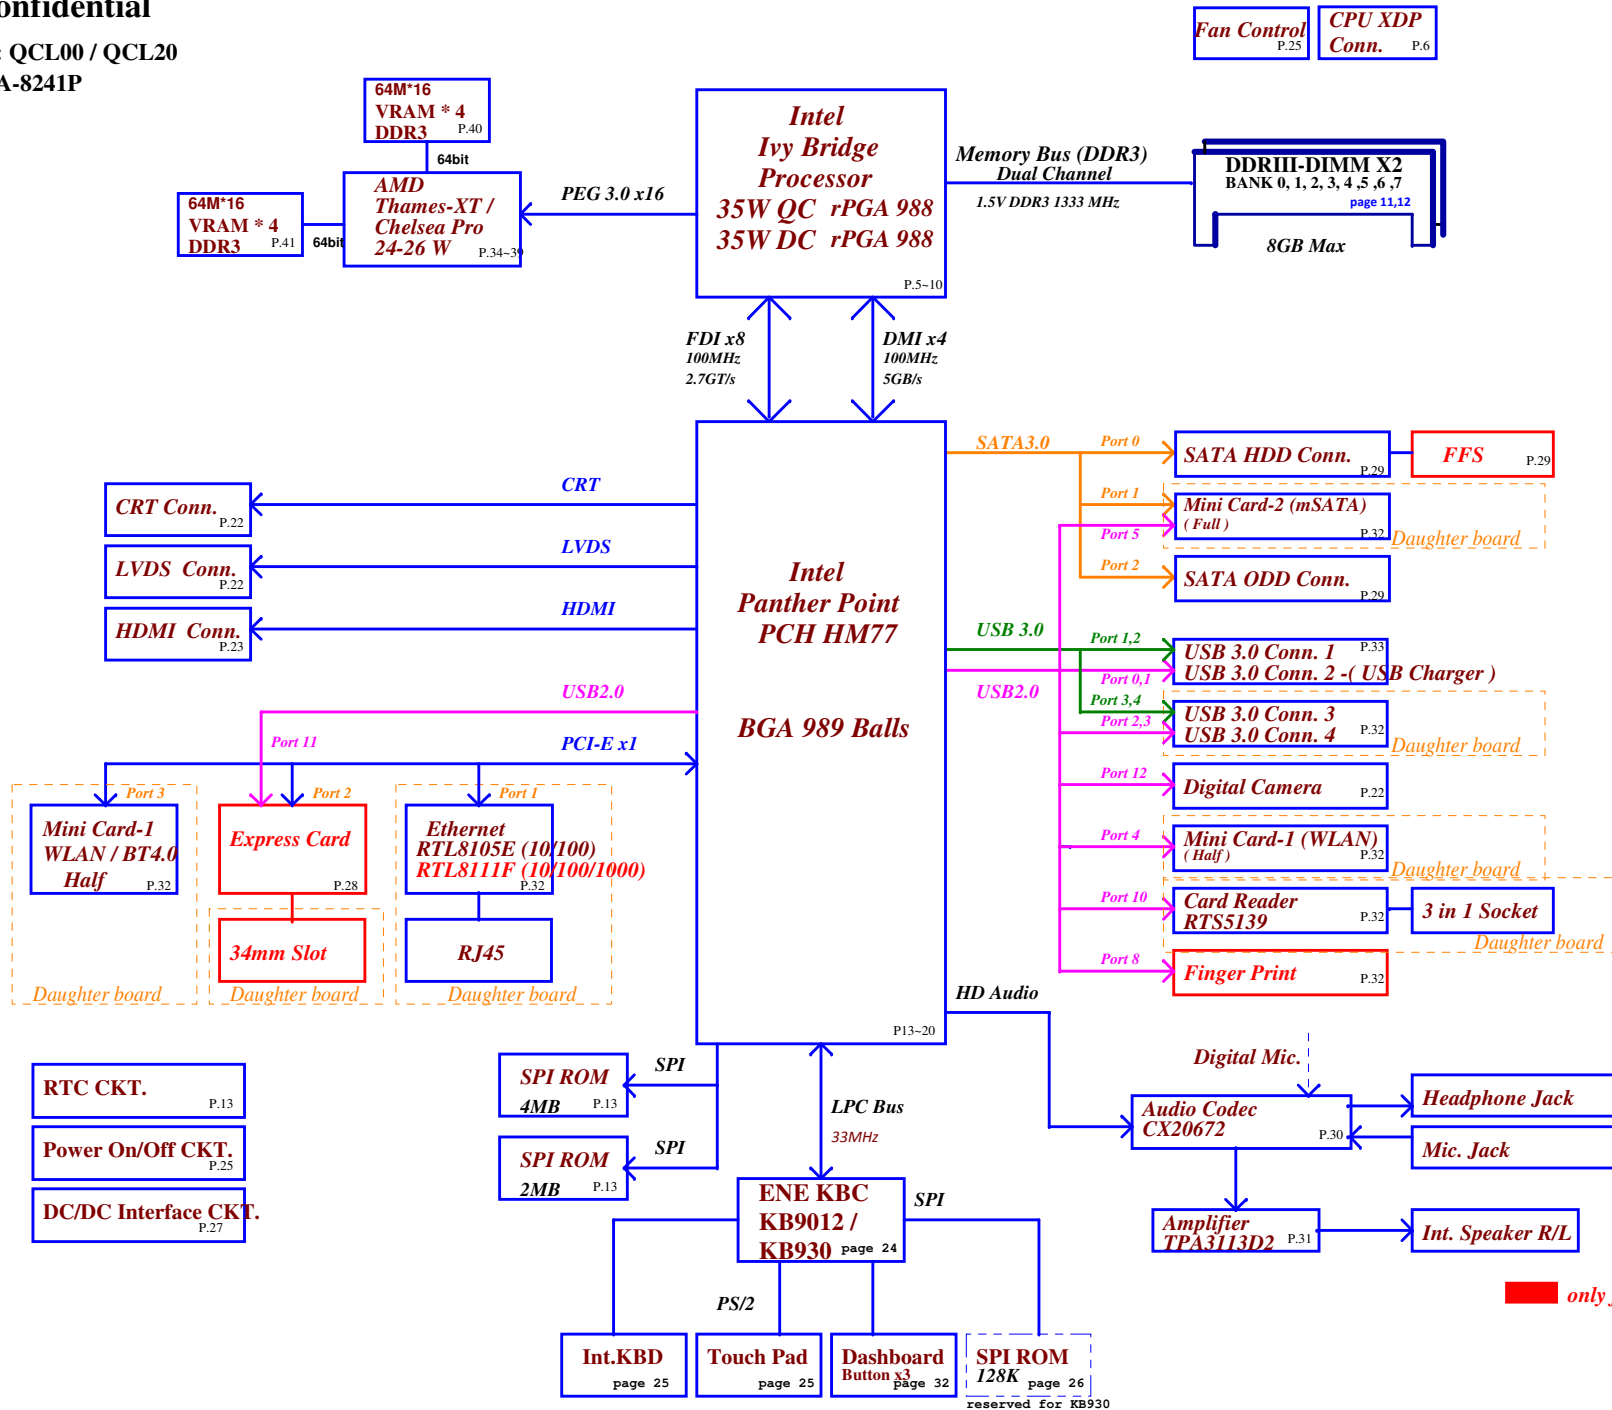 onfidential
: QCL00 / QCL20
A-8241P
Fan Control
P.25
CPU XDP
Conn. P.6
64M*16
VRAM * 4
DDR3 P.40
64bit
64M*16
VRAM * 4
DDR3 P.41
64bit
AMD
Thames-XT /
Chelsea Pro
24-26 W P.34~39
PEG 3.0 x16
Intel
Ivy Bridge
Processor
35W QC rPGA 988
35W DC rPGA 988
P.5~10
Memory Bus (DDR3)
Dual Channel
1.5V DDR3 1333 MHz
DDRIII-DIMM X2
BANK 0, 1, 2, 3, 4 ,5 ,6 ,7
page 11,12
8GB Max
FDI x8
100MHz
2.7GT/s
DMI x4
100MHz
5GB/s
Intel
Panther Point
PCH HM77
BGA 989 Balls
P13~20
CRT
CRT Conn.
P.22
LVDS
LVDS Conn.
P.22
HDMI
HDMI Conn.
P.23
USB2.0
Port 11
PCI-E x1
Port 3
Port 2
Port 1
Mini Card-1
WLAN / BT4.0
Half P.32
Daughter board
Express Card
P.28
34mm Slot
Daughter board
Ethernet
RTL8105E (10/100)
RTL8111F (10/100/1000)
P.32
RJ45
Daughter board
SATA3.0
Port 0
SATA HDD Conn.
P.29
FFS P.29
Port 1
Port 5
Mini Card-2 (mSATA)
( Full )
P.32
Daughter board
Port 2
SATA ODD Conn.
P.29
USB 3.0
Port 1,2
USB2.0
Port 0,1
P.33
USB 3.0 Conn. 1
USB 3.0 Conn. 2 -( USB Charger )
Port 3,4
Port 2,3
USB 3.0 Conn. 3
USB 3.0 Conn. 4 P.32
Daughter board
Port 12
Digital Camera P.22
Port 4
Mini Card-1 (WLAN)
( Half ) P.32
Daughter board
Port 10
Card Reader
RTS5139 P.32
3 in 1 Socket
Daughter board
Port 8
Finger Print P.32
HD Audio
Digital Mic.
Audio Codec
CX20672 P.30
Headphone Jack
Mic. Jack
Amplifier
TPA3113D2 P.31
Int. Speaker R/L
RTC CKT.
P.13
Power On/Off CKT.
P.25
DC/DC Interface CKT.
P.27
SPI
SPI ROM
4MB P.13
SPI
SPI ROM
2MB P.13
LPC Bus
33MHz
ENE KBC
KB9012 /
KB930 page 24
SPI
PS/2
Int.KBD
page 25
Touch Pad
page 25
Dashboard
Button x3
page 32
SPI ROM
128K page 26
reserved for KB930
only